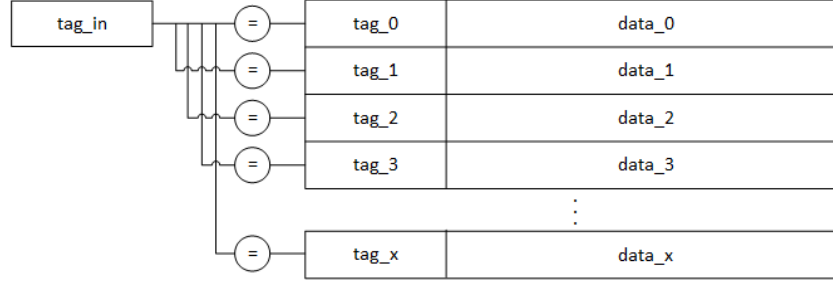 tag_in = tag_0 data_0
= tag_1 data_1
= tag_2 data_2
= tag_3 data_3
= tag_x data_x